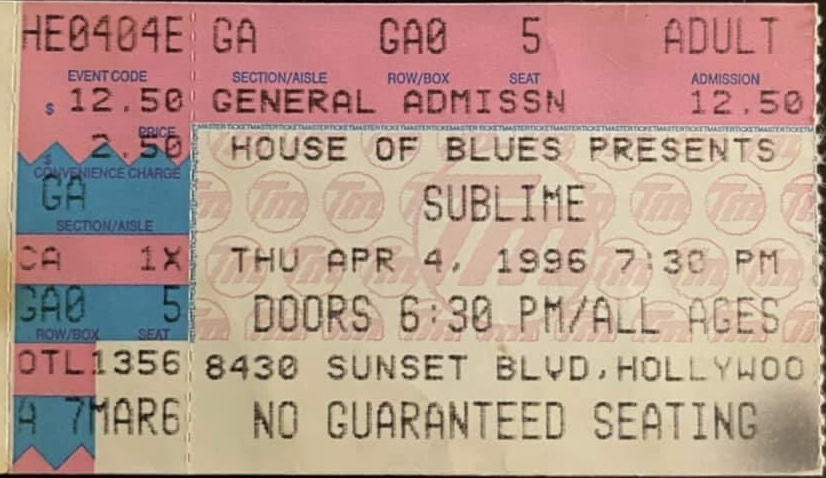 HE0404E GA GA0 5 ADULT
EVENT CODE SECTION/AISLE ROW/BOX SEAT ADMISSION
$ 12.50 GENERAL ADMISSN 12.50
PRICE
$ 2.50 HOUSE OF BLUES PRESENTS
CONVENIENCE CHARGE
GA SUBLIME
SECTION/AISLE
CA 1X THU APR 4, 1996 7:30 PM
GA0 5 DOORS 6:30 PM/ALL AGES
ROW/BOX SEAT
OTL1356 8430 SUNSET BLVD,HOLLYWOO
A 7MAR6 NO GUARANTEED SEATING